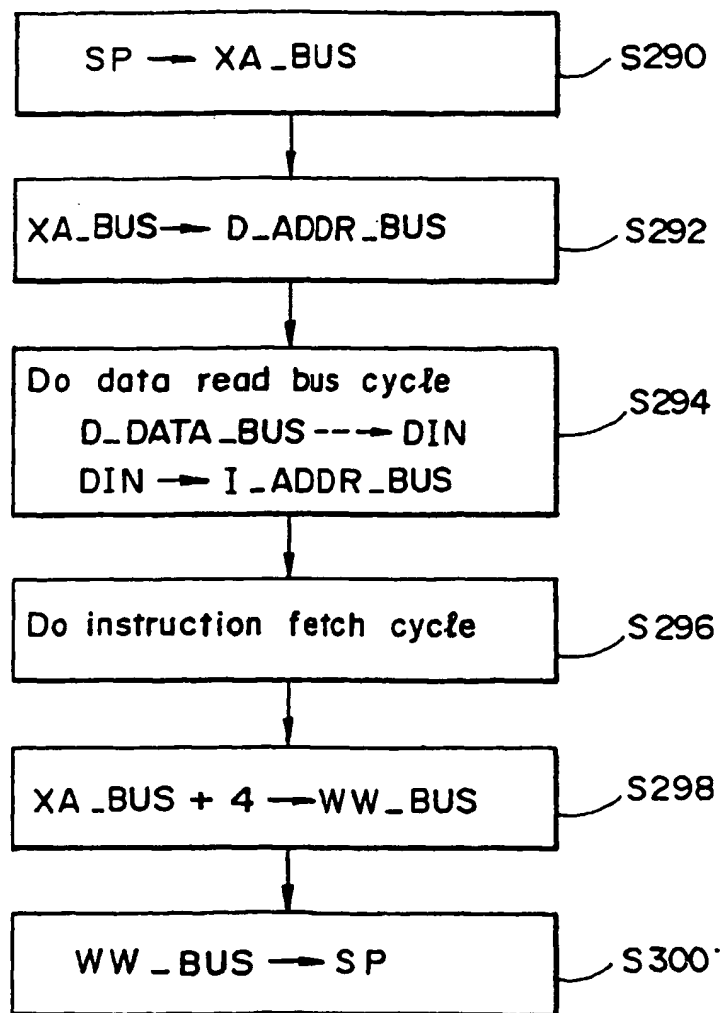 SP → XA_BUS
S290
XA_BUS → D_ADDR_BUS
S292
Do data read bus cycle
D_DATA_BUS ---→ DIN
DIN → I_ADDR_BUS
S294
Do instruction fetch cycle
S296
XA_BUS + 4 → WW_BUS
S298
WW_BUS → SP
S300